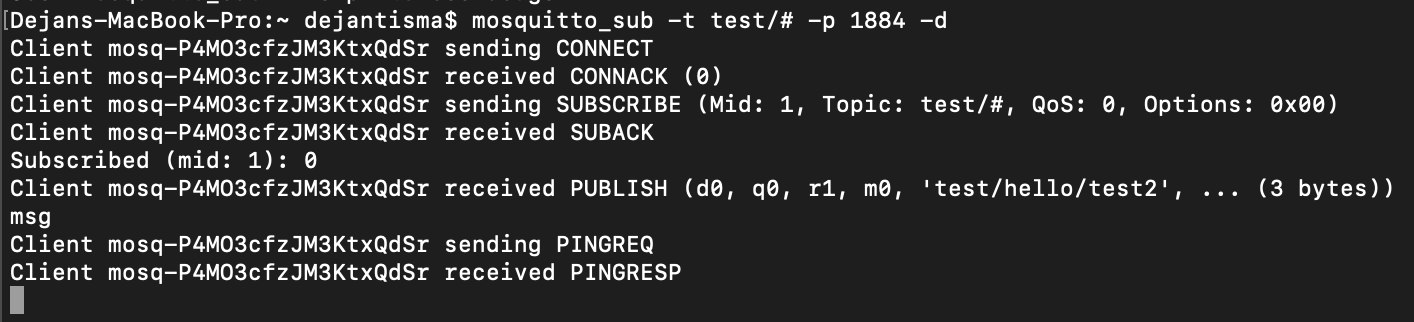 [Dejans-MacBook-Pro:~ dejantisma$ mosquitto_sub -t test/# -p 1884 -d
Client mosq-P4MO3cfzJM3KtxQdSr sending CONNECT
Client mosq-P4MO3cfzJM3KtxQdSr received CONNACK (0)
Client mosq-P4MO3cfzJM3KtxQdSr sending SUBSCRIBE (Mid: 1, Topic: test/#, QoS: 0, Options: 0x00)
Client mosq-P4MO3cfzJM3KtxQdSr received SUBACK
Subscribed (mid: 1): 0
Client mosq-P4MO3cfzJM3KtxQdSr received PUBLISH (d0, q0, r1, m0, 'test/hello/test2', ... (3 bytes))
msg
Client mosq-P4MO3cfzJM3KtxQdSr sending PINGREQ
Client mosq-P4MO3cfzJM3KtxQdSr received PINGRESP